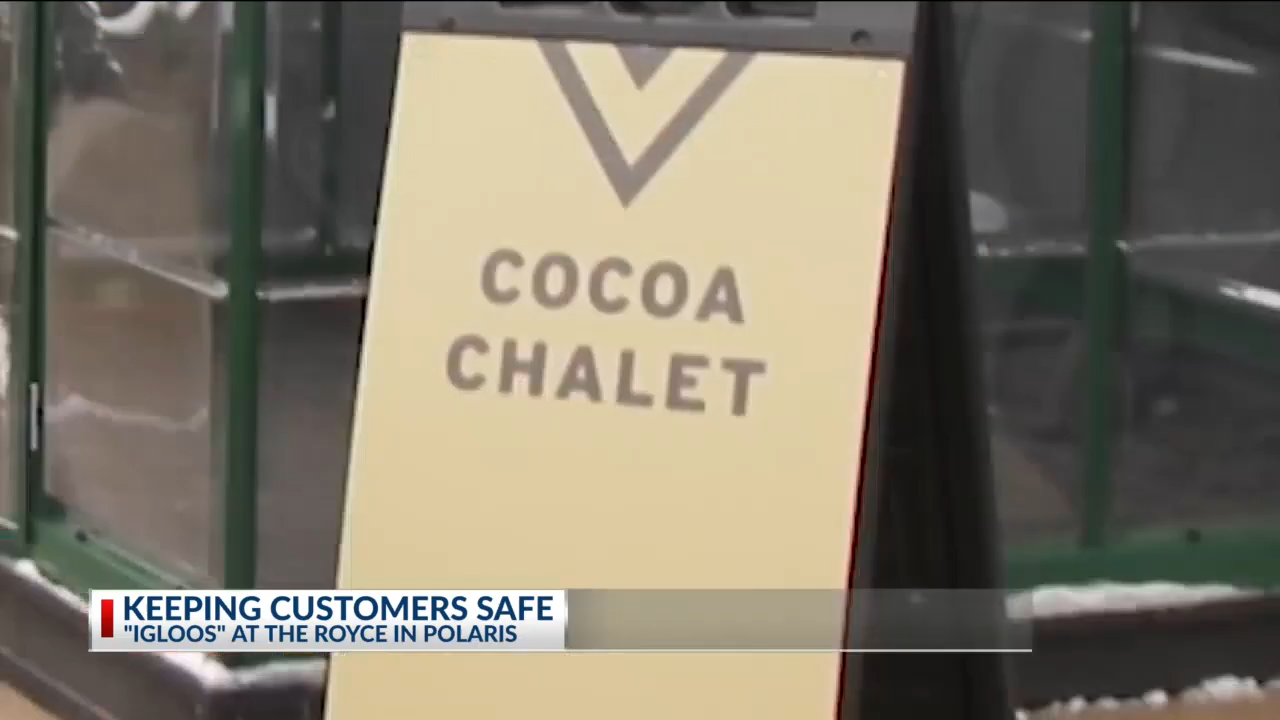 COCOA
CHALET
KEEPING CUSTOMERS SAFE
"IGLOOS" AT THE ROYCE IN POLARIS